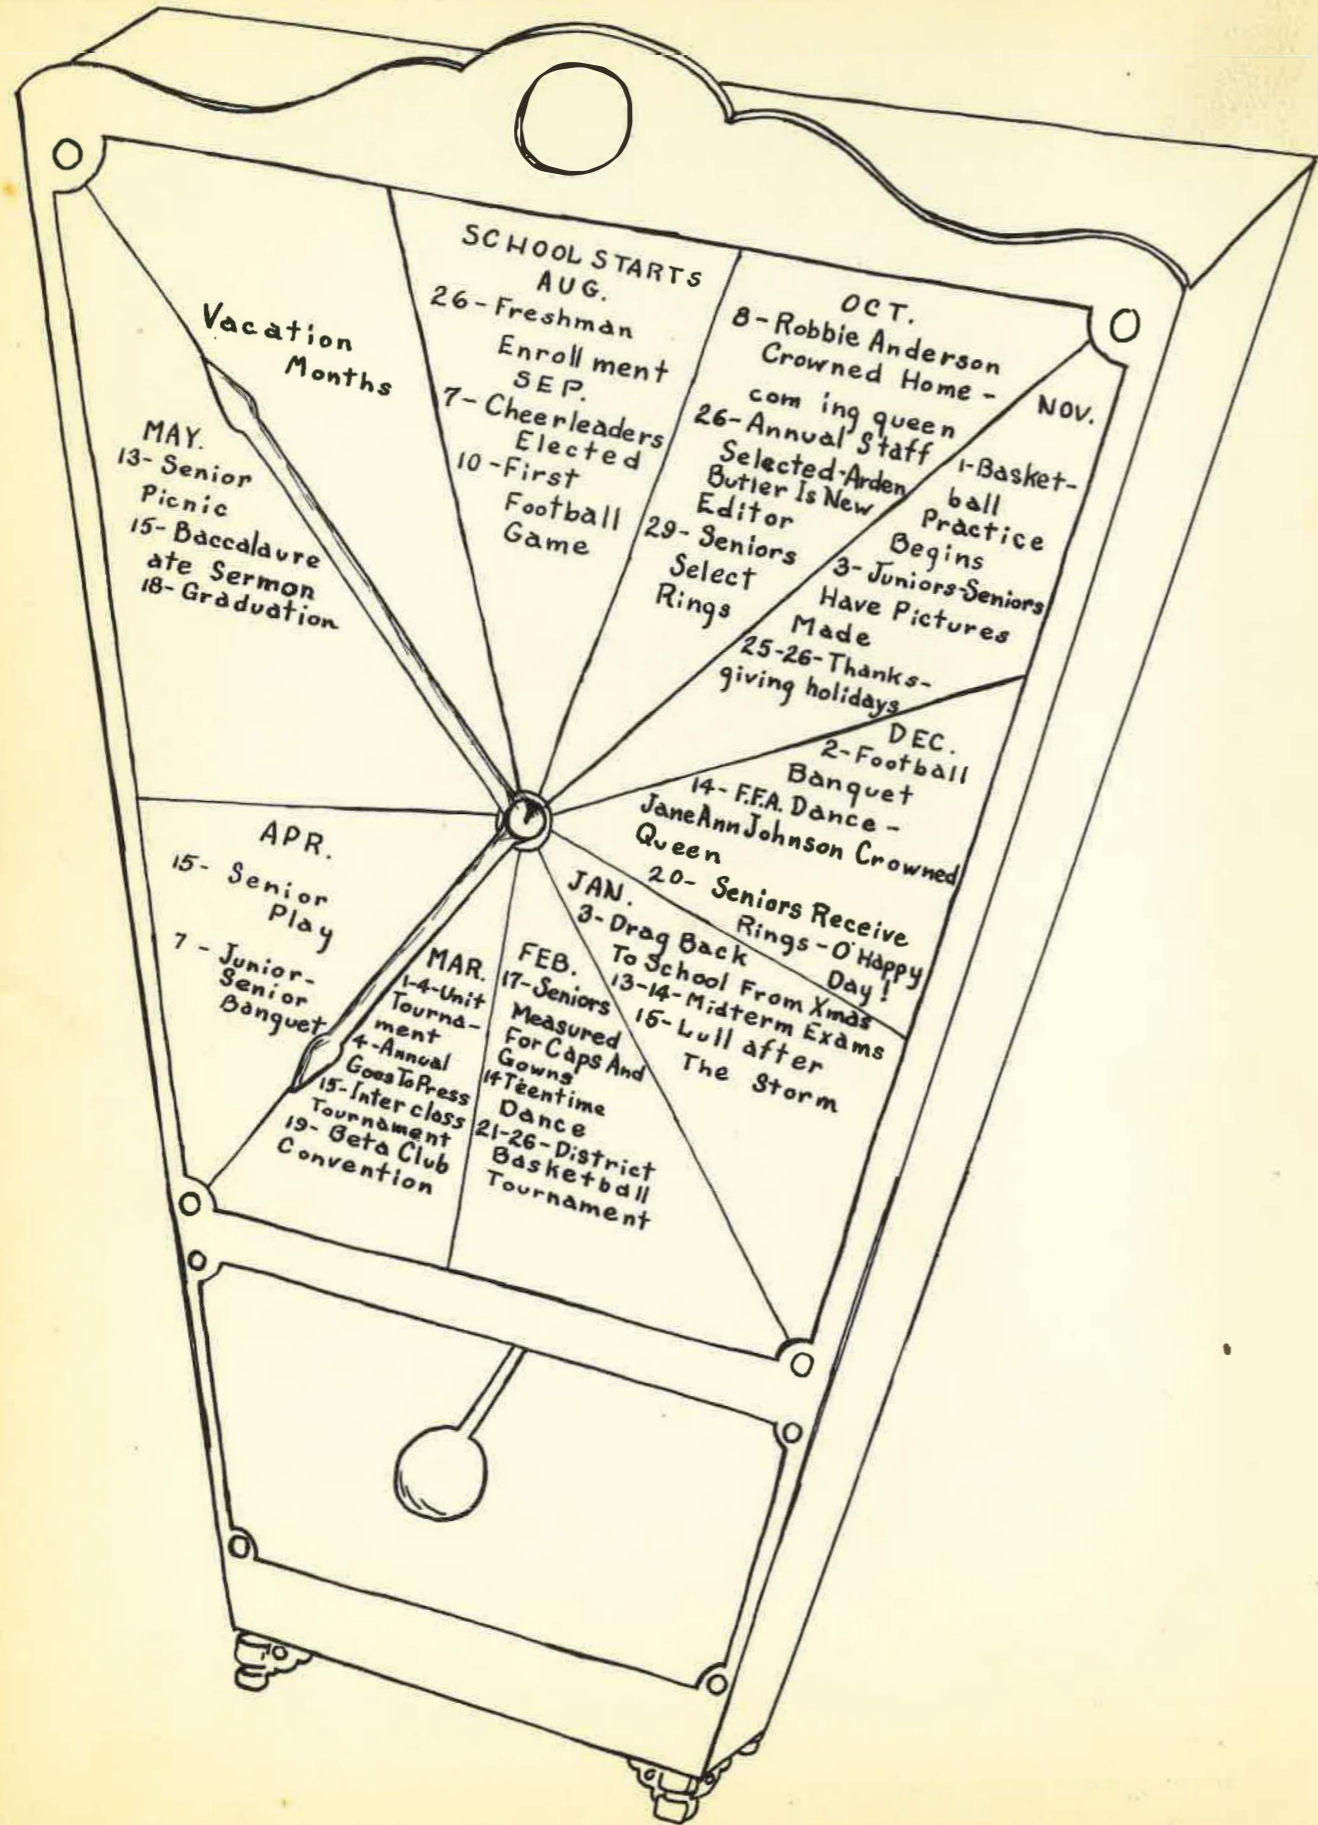 Vacation
Months
SCHOOL STARTS
AUG.
26-Freshman
Enrollment
SEP.
7-Cheerleaders
Elected
10-First
Football
Game
OCT.
8-Robbie Anderson
Crowned Home-
com ing queen
26-Annual Staff
Selected-Arden
Butler Is New
Editor
29-Seniors
Select
Rings
NOV.
1-Basket-
ball
Practice
Begins
3-Juniors-Seniors
Have Pictures
Made
25-26-Thanks-
giving holidays
DEC.
2-Football
Banquet
14-F.F.A. Dance-
Jane Ann Johnson Crowned
Queen
20-Seniors Receive
Rings-O'Happy
Day!
JAN.
3-Drag Back
To School From Xmas
13-14-Midterm Exams
15-Lull after
The Storm
FEB.
17-Seniors
Measured
For Caps And
Gowns
14 Teentime
Dance
21-26-District
Basketball
Tournament
MAR.
1-4-Unit
Tourna-
ment
4-Annual
Goes To Press
15-Inter class
Tournament
19-Beta Club
Convention
APR.
15-Senior
Play
7-Junior-
Senior
Banquet
MAY.
13-Senior
Picnic
15-Baccalaure
ate Sermon
18-Graduation